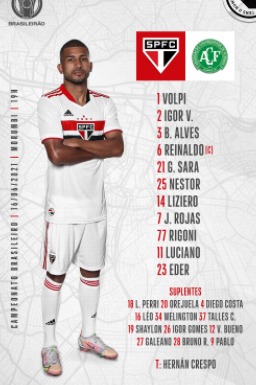 BRASILEIRÃO
CAMPEONATO BRASILEIRO | 16/06/2021 | MORUMBI | 19H
SPFC
1 VOLPI
2 IGOR V.
3 B. ALVES
6 REINALDO (C)
21 G. SARA
25 NESTOR
14 LIZIERO
7 J. ROJAS
77 RIGONI
11 LUCIANO
23 EDER
SUPLENTES
18 L. PERRI 20 OREJUELA 4 DIEGO COSTA
16 LÉO 34 WELINGTON 37 TALLES C.
19 SHAYLON 26 IGOR GOMES 12 V. BUENO
27 GALEANO 28 BRUNO R. 9 PABLO
T: HERNÁN CRESPO
SPFC
adidas